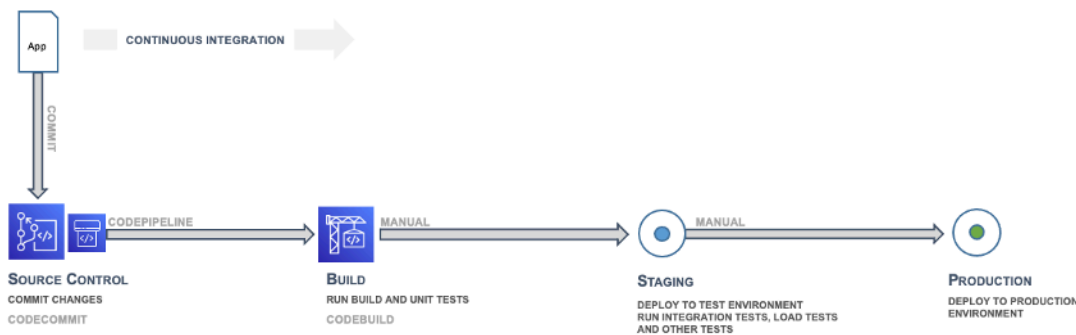 App
CONTINUOUS INTEGRATION
COMMIT
CODEPIPELINE
MANUAL
MANUAL
SOURCE CONTROL
COMMIT CHANGES
CODECOMMIT
BUILD
RUN BUILD AND UNIT TESTS
CODEBUILD
STAGING
DEPLOY TO TEST ENVIRONMENT
RUN INTEGRATION TESTS, LOAD TESTS
AND OTHER TESTS
PRODUCTION
DEPLOY TO PRODUCTION
ENVIRONMENT